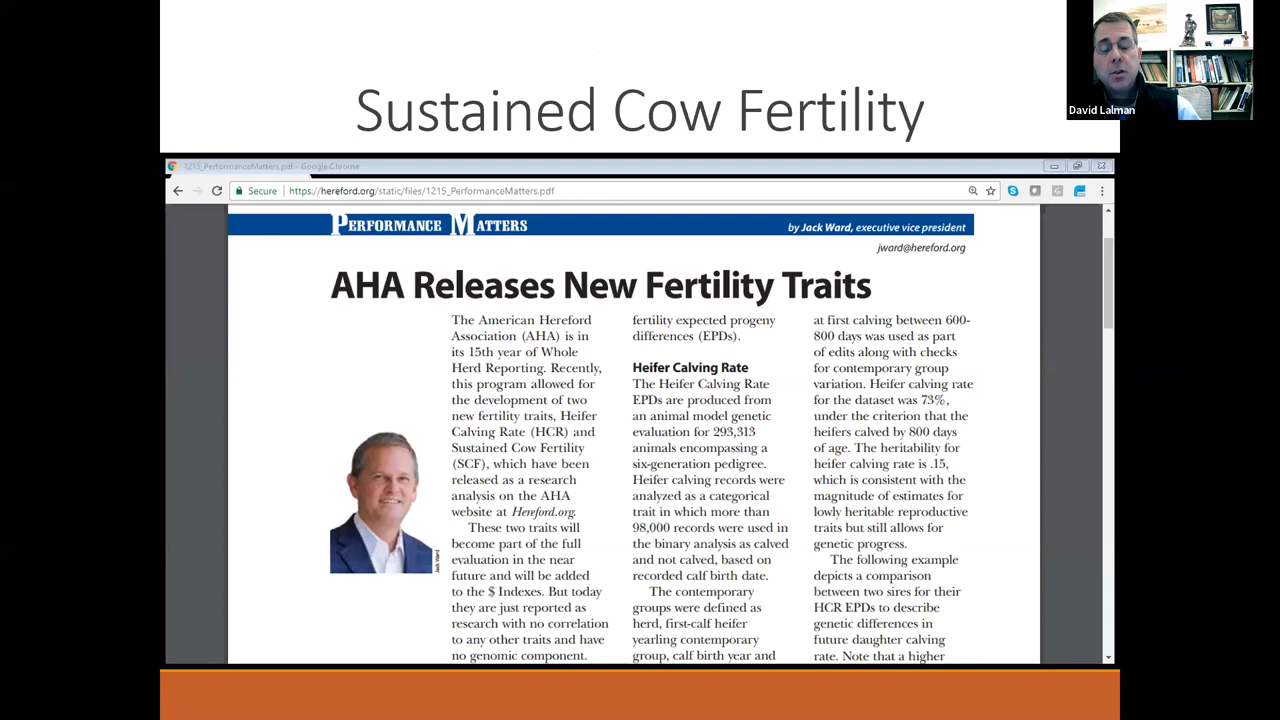 Sustained Cow Fertility
David Lalman
1215_PerformanceMatters.pdf - Google Chrome
Secure
https://hereford.org/static/files/1215_PerformanceMatters.pdf
PERFORMANCE MATTERS
by Jack Ward, executive vice president
jward@hereford.org
AHA Releases New Fertility Traits
The American Hereford
Association (AHA) is in
its 15th year of Whole
Herd Reporting. Recently,
this program allowed for
the development of two
new fertility traits, Heifer
Calving Rate (HCR) and
Sustained Cow Fertility
(SCF), which have been
released as a research
analysis on the AHA
website at Hereford.org.
These two traits will
become part of the full
evaluation in the near
future and will be added
to the $ Indexes. But today
they are just reported as
research with no correlation
to any other traits and have
no genomic component.
Jack Ward
fertility expected progeny
differences (EPDs).
Heifer Calving Rate
The Heifer Calving Rate
EPDs are produced from
an animal model genetic
evaluation for 293,313
animals encompassing a
six-generation pedigree.
Heifer calving records were
analyzed as a categorical
trait in which more than
98,000 records were used in
the binary analysis as calved
and not calved, based on
recorded calf birth date.
The contemporary
groups were defined as
herd, first-calf heifer
yearling contemporary
group, calf birth year and
at first calving between 600-
800 days was used as part
of edits along with checks
for contemporary group
variation. Heifer calving rate
for the dataset was 73%,
under the criterion that the
heifers calved by 800 days
of age. The heritability for
heifer calving rate is .15,
which is consistent with the
magnitude of estimates for
lowly heritable reproductive
traits but still allows for
genetic progress.
The following example
depicts a comparison
between two sires for their
HCR EPDs to describe
genetic differences in
future daughter calving
rate. Note that a higher